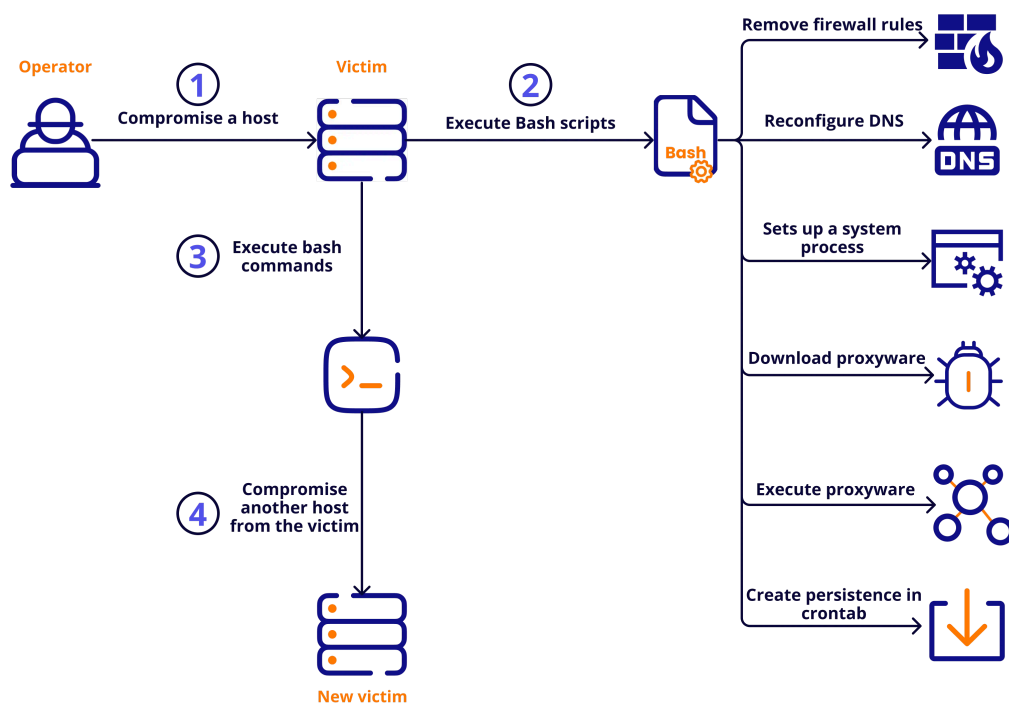 Remove firewall rules
Operator
1
Victim
2
Compromise a host
Execute Bash scripts
Reconfigure DNS
Bash
DNS
Sets up a system
process
3
Execute bash
commands
Download proxyware
>_
Execute proxyware
4
Compromise
another host
from the victim
Create persistence in
crontab
New victim